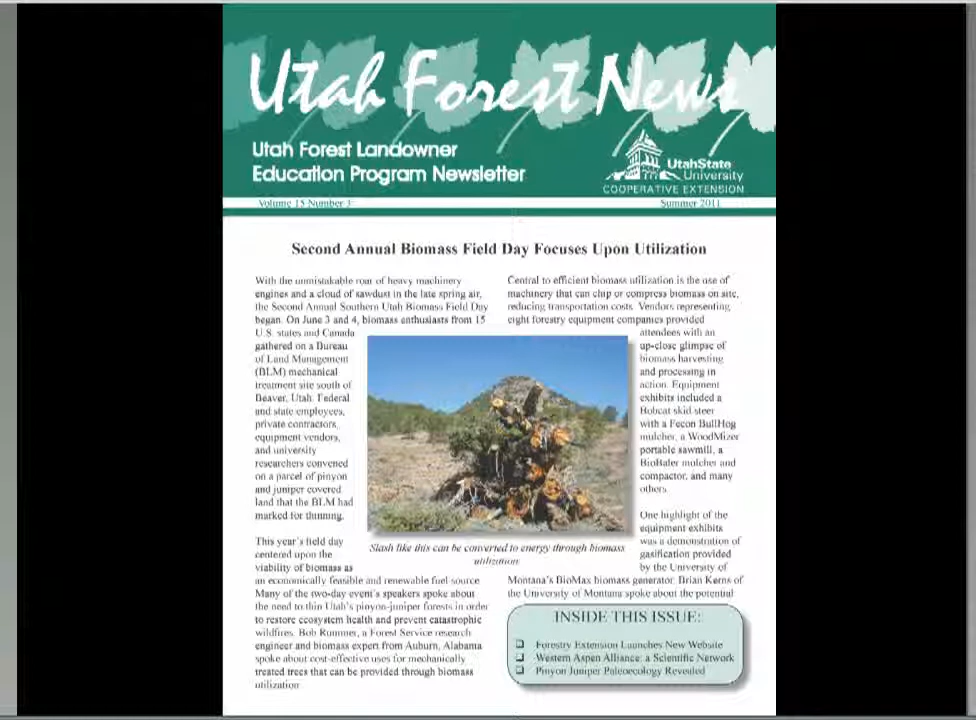 Utah Forest News
Utah Forest Landowner
Education Program Newsletter
UtahState
University
COOPERATIVE EXTENSION
Volume 15 Number 3
Summer 2011
Second Annual Biomass Field Day Focuses Upon Utilization
With the unmistakable roar of heavy machinery
engines and a cloud of sawdust in the late spring air,
the Second Annual Southern Utah Biomass Field Day
began. On June 3 and 4, biomass enthusiasts from 15
U.S. states and Canada
gathered on a Bureau
of Land Management
(BLM) mechanical
treatment site south of
Beaver, Utah. Federal
and state employees,
private contractors,
equipment vendors,
and university
researchers convened
on a parcel of pinyon
and juniper covered
land that the BLM had
marked for thinning.
This year's field day
centered upon the
viability of biomass as
an economically feasible and renewable fuel source
Many of the two-day event's speakers spoke about
the need to thin Utah's pinyon-juniper forests in order
to restore ecosystem health and prevent catastrophic
wildfires. Bob Rummer, a Forest Service research
engineer and biomass expert from Auburn, Alabama
spoke about cost-effective uses for mechanically
treated trees that can be provided through biomass
utilization
Slash like this can be converted to energy through biomass
utilization
Central to efficient biomass utilization is the use of
machinery that can chip or compress biomass on site,
reducing transportation costs. Vendors representing
eight forestry equipment companies provided
attendees with an
up-close glimpse of
biomass harvesting
and processing in
action. Equipment
exhibits included a
Bobcat skid steer
with a Fecon BullHog
mulcher, a WoodMizer
portable sawmill, a
BioBaler mulcher and
compactor, and many
others.
One highlight of the
equipment exhibits
was a demonstration of
gasification provided
by the University of
Montana's BioMax biomass generator. Brian Kerns of
the University of Montana spoke about the potential
INSIDE THIS ISSUE:
Forestry Extension Launches New Website
Western Aspen Alliance: a Scientific Network
Pinyon Juniper Paleoecology Revealed